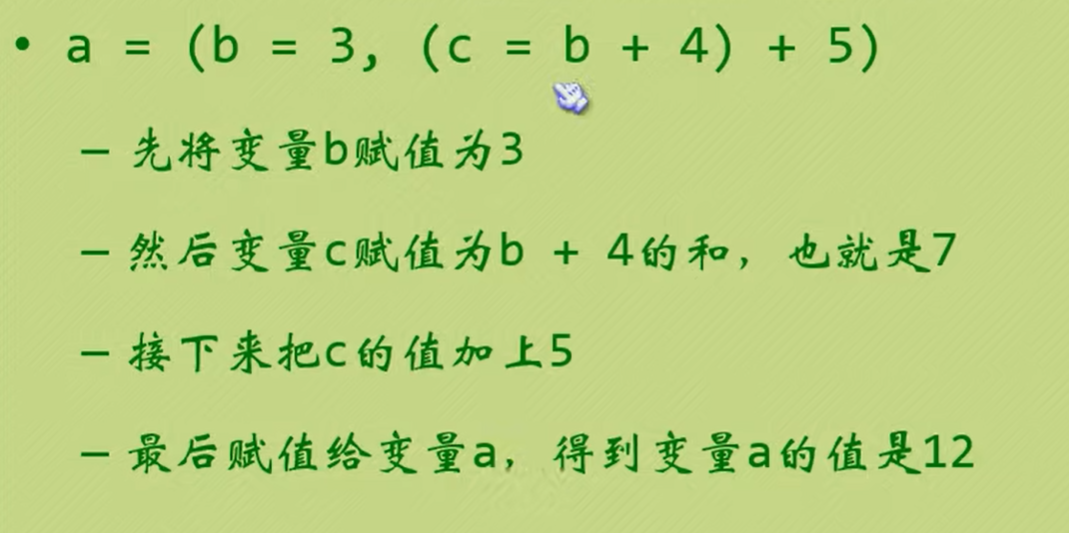 • a = (b = 3, (c = b + 4) + 5)
– 先将变量b赋值为3
– 然后变量c赋值为b + 4的和，也就是7
– 接下来把c的值加上5
– 最后赋值给变量a，得到变量a的值是12